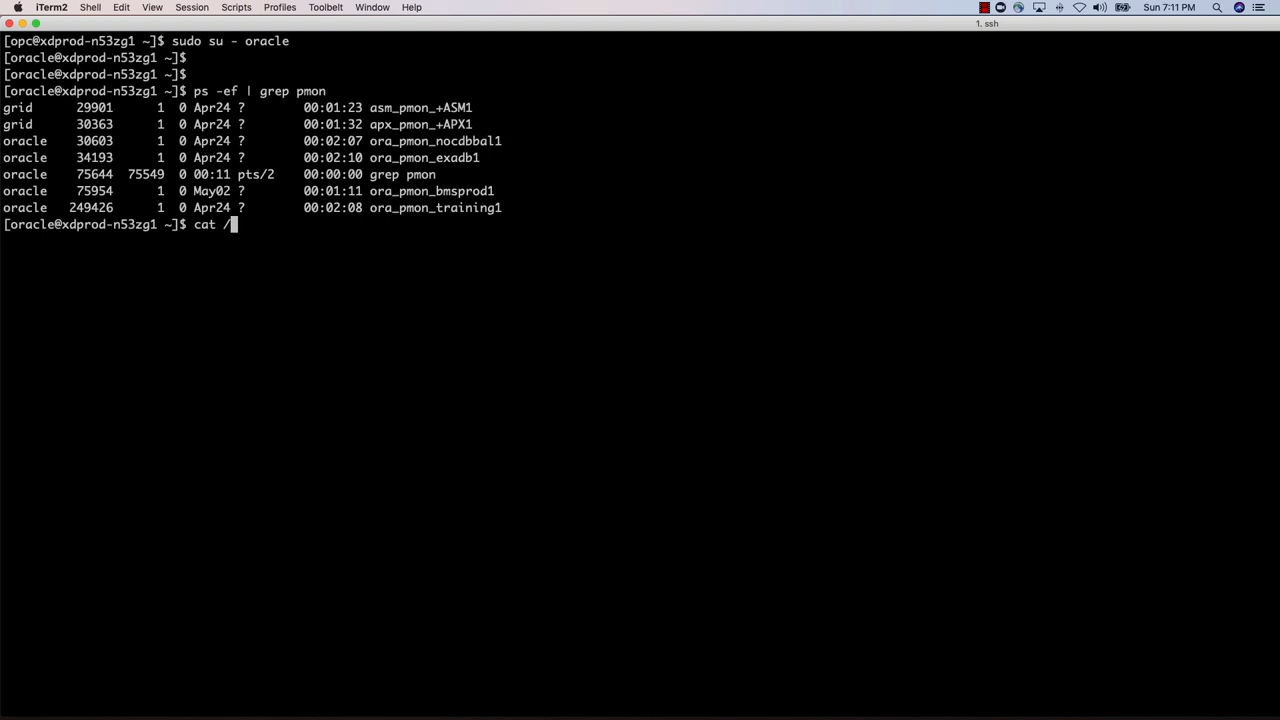 iTerm2 Shell Edit View Session Scripts Profiles Toolbelt Window Help Sun 7:11 PM
1. ssh
[opc@xdprod-n53zg1 ~]$ sudo su - oracle
[oracle@xdprod-n53zg1 ~]$
[oracle@xdprod-n53zg1 ~]$
[oracle@xdprod-n53zg1 ~]$ ps -ef | grep pmon
grid 29901 1 0 Apr24 ? 00:01:23 asm_pmon_+ASM1
grid 30363 1 0 Apr24 ? 00:01:32 apx_pmon_+APX1
oracle 30603 1 0 Apr24 ? 00:02:07 ora_pmon_nocdbbal1
oracle 34193 1 0 Apr24 ? 00:02:10 ora_pmon_exadb1
oracle 75644 75549 0 00:11 pts/2 00:00:00 grep pmon
oracle 75954 1 0 May02 ? 00:01:11 ora_pmon_bmsprod1
oracle 249426 1 0 Apr24 ? 00:02:08 ora_pmon_training1
[oracle@xdprod-n53zg1 ~]$ cat /